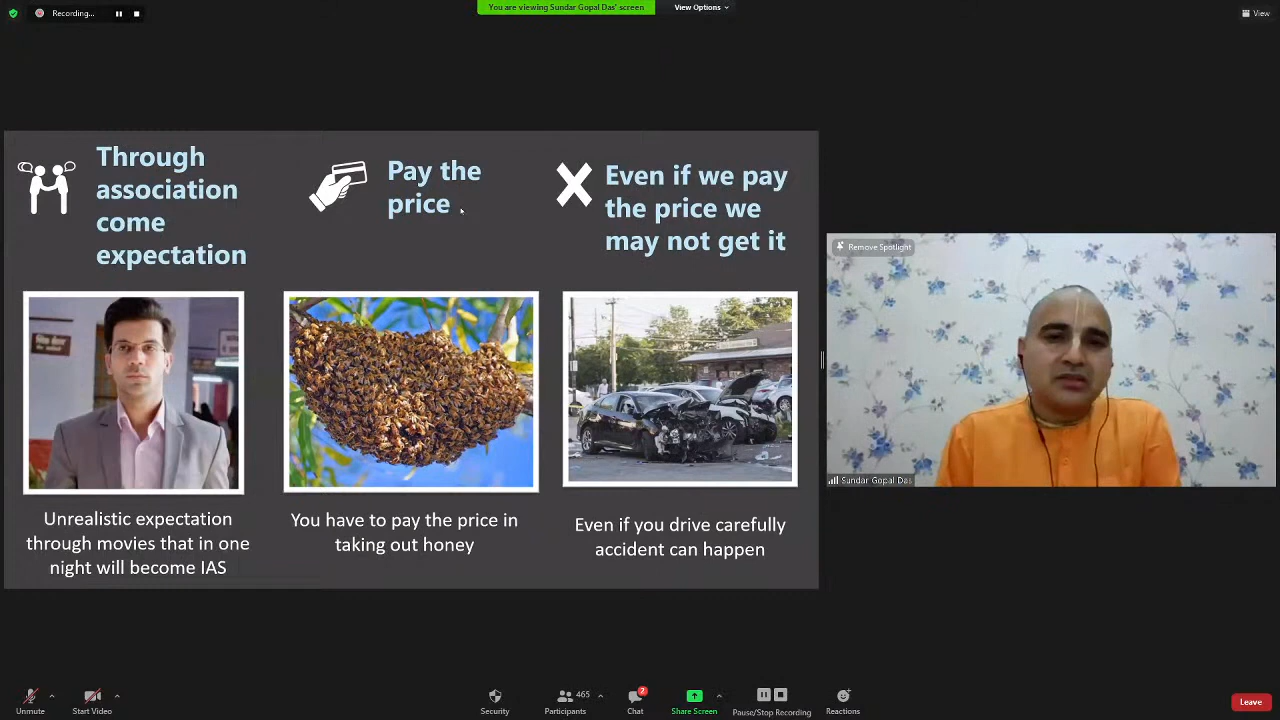 Recording...
You are viewing Sundar Gopal Das' screen
View Options
View
Through
association
come
expectation
Pay the
price
Even if we pay
the price we
may not get it
Unrealistic expectation
through movies that in one
night will become IAS
You have to pay the price in
taking out honey
Even if you drive carefully
accident can happen
Remove Spotlight
Sundar Gopal Das
Unmute
Start Video
Security
Participants
465
Chat
2
Share Screen
Pause/Stop Recording
Reactions
Leave